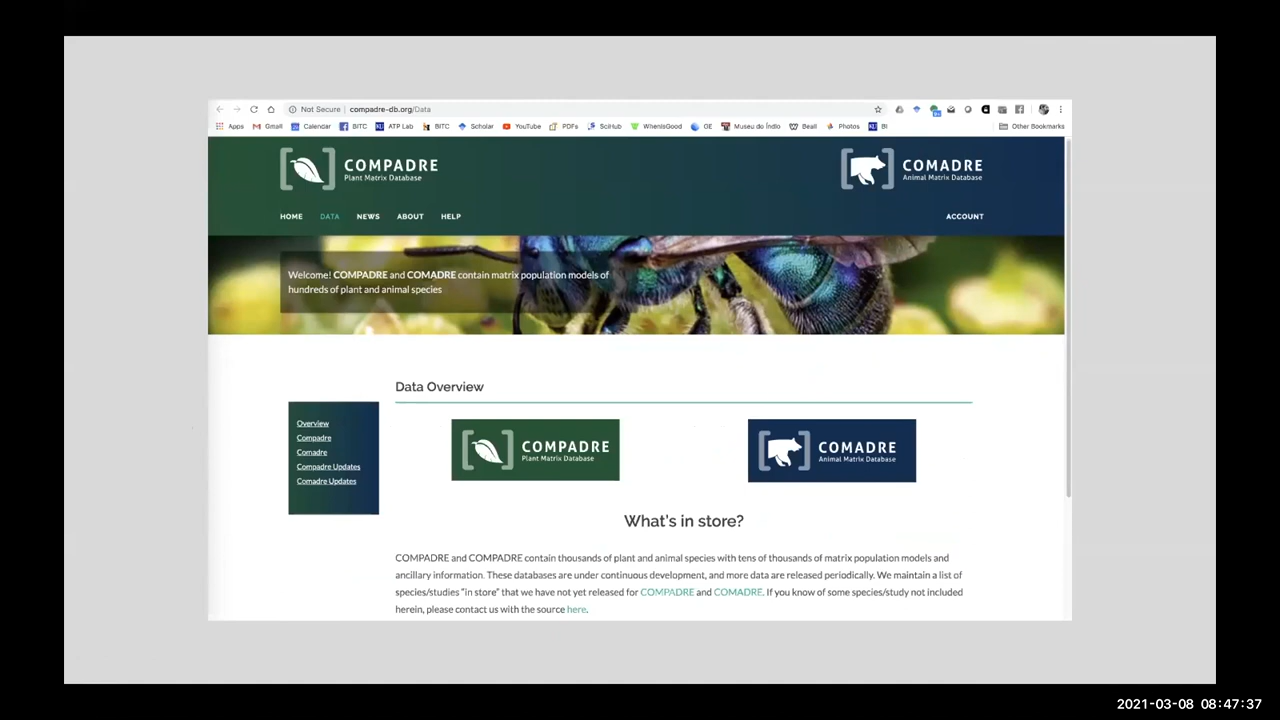 Not Secure | compadre-db.org/Data
Apps Gmail Calendar BITC ATP Lab BITC Scholar YouTube PDFs SciHub WhenIsGood OE Museu do Índio Beall Photos BI Other Bookmarks
COMPADRE
Plant Matrix Database
COMADRE
Animal Matrix Database
HOME DATA NEWS ABOUT HELP ACCOUNT
Welcome! COMPADRE and COMADRE contain matrix population models of
hundreds of plant and animal species
Data Overview
Overview
Compadre
Comadre
Compadre Updates
Comadre Updates
COMPADRE
Plant Matrix Database
COMADRE
Animal Matrix Database
What's in store?
COMPADRE and COMPADRE contain thousands of plant and animal species with tens of thousands of matrix population models and
ancillary information. These databases are under continuous development, and more data are released periodically. We maintain a list of
species/studies "in store" that we have not yet released for COMPADRE and COMADRE. If you know of some species/study not included
herein, please contact us with the source here.
2021-03-08 08:47:37